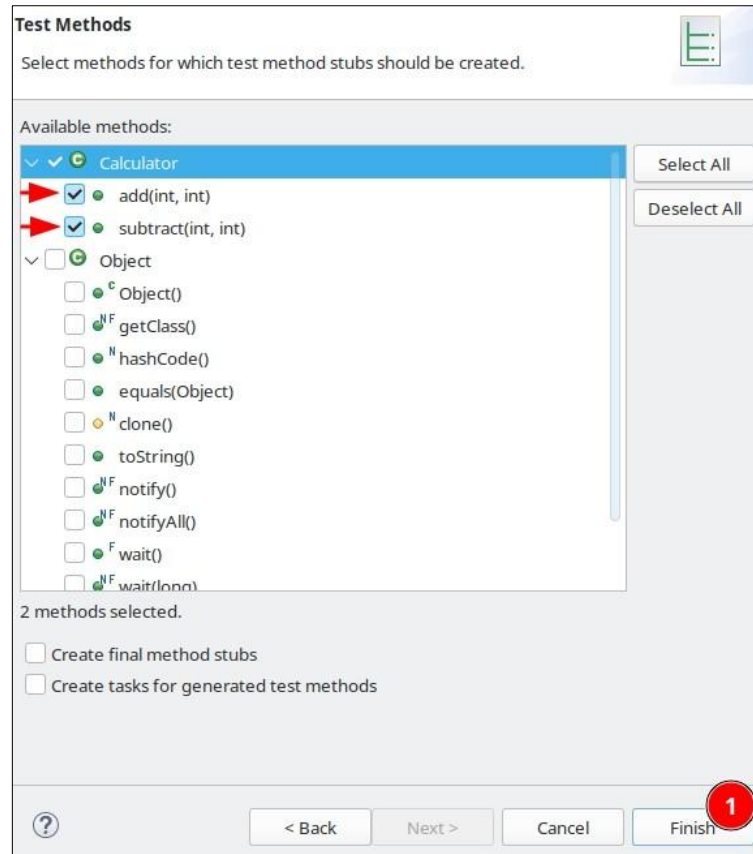 Test Methods
Select methods for which test method stubs should be created.
Available methods:
C Calculator
add(int, int)
subtract(int, int)
C Object
C Object()
N F getClass()
N hashCode()
equals(Object)
N clone()
toString()
N F notify()
N F notifyAll()
F wait()
N F wait(long)
Select All
Deselect All
2 methods selected.
Create final method stubs
Create tasks for generated test methods
? < Back Next > Cancel Finish 1